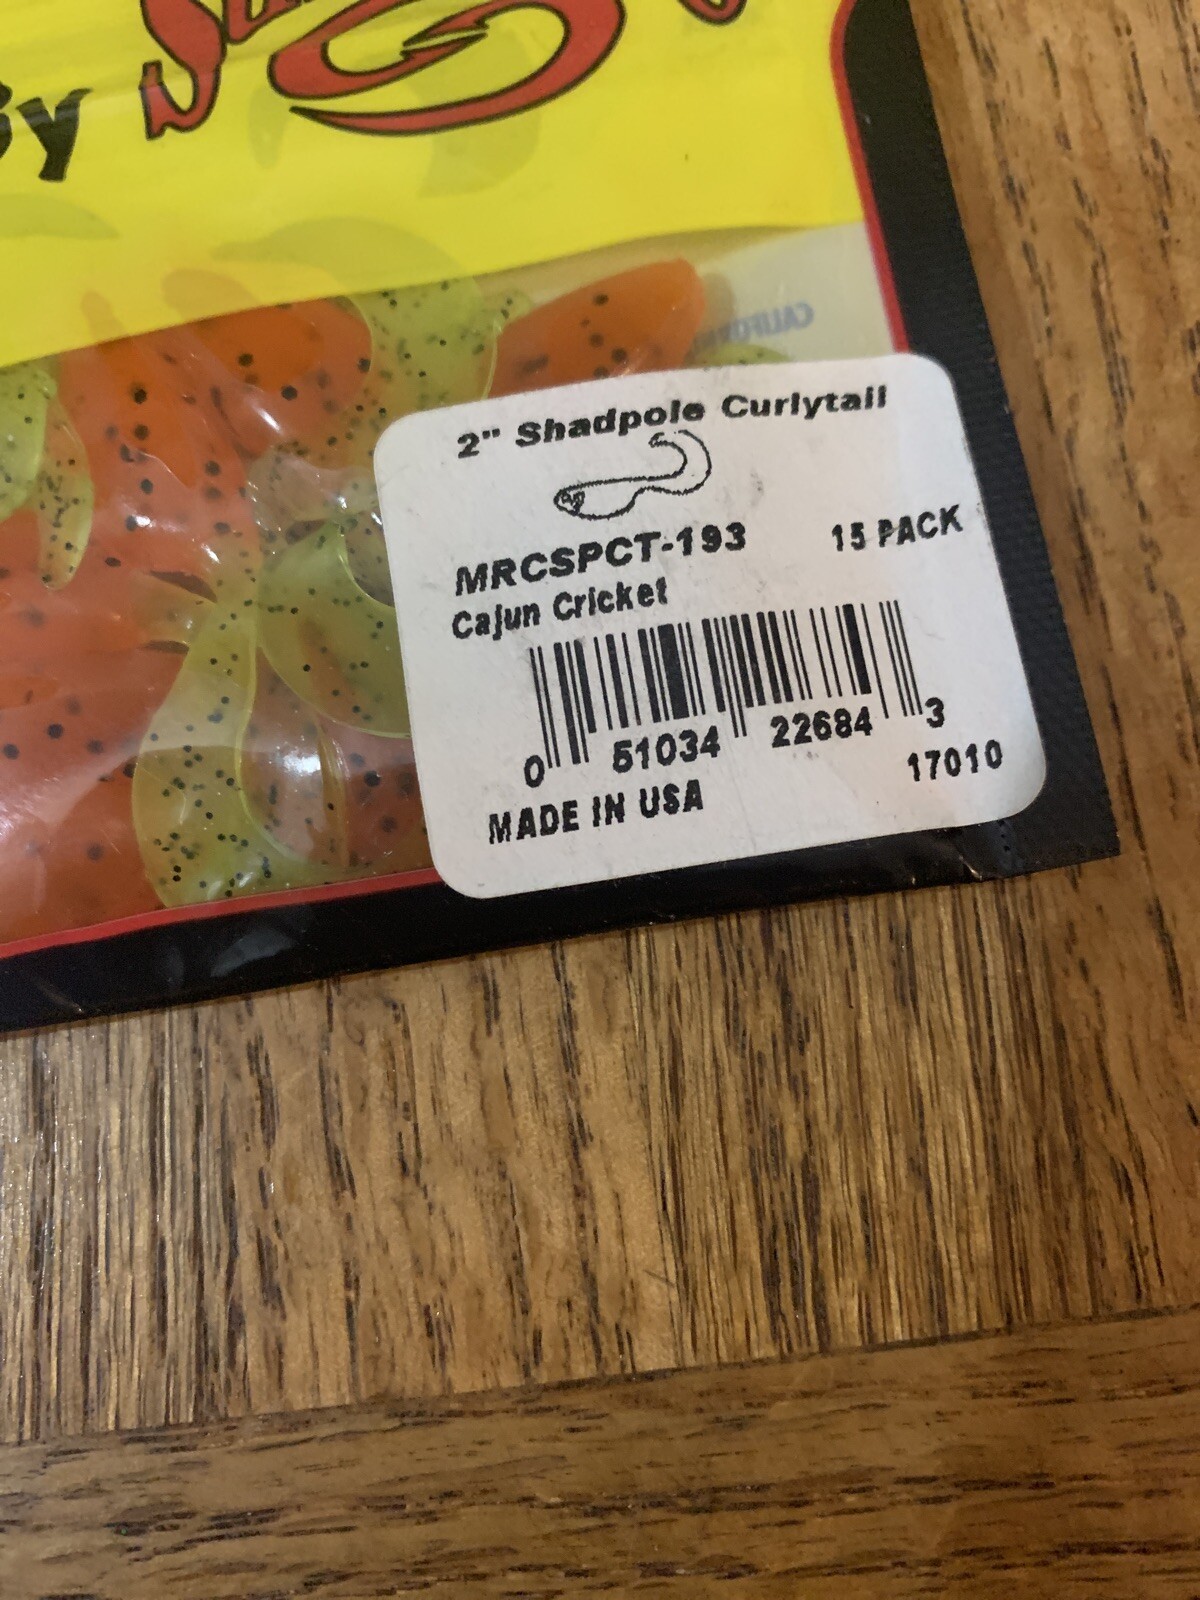 By
2" Shadpole Curlytail
MRCSPCT-193
15 PACK
Cajun Cricket
0 51034 22684 3
17010
MADE IN USA